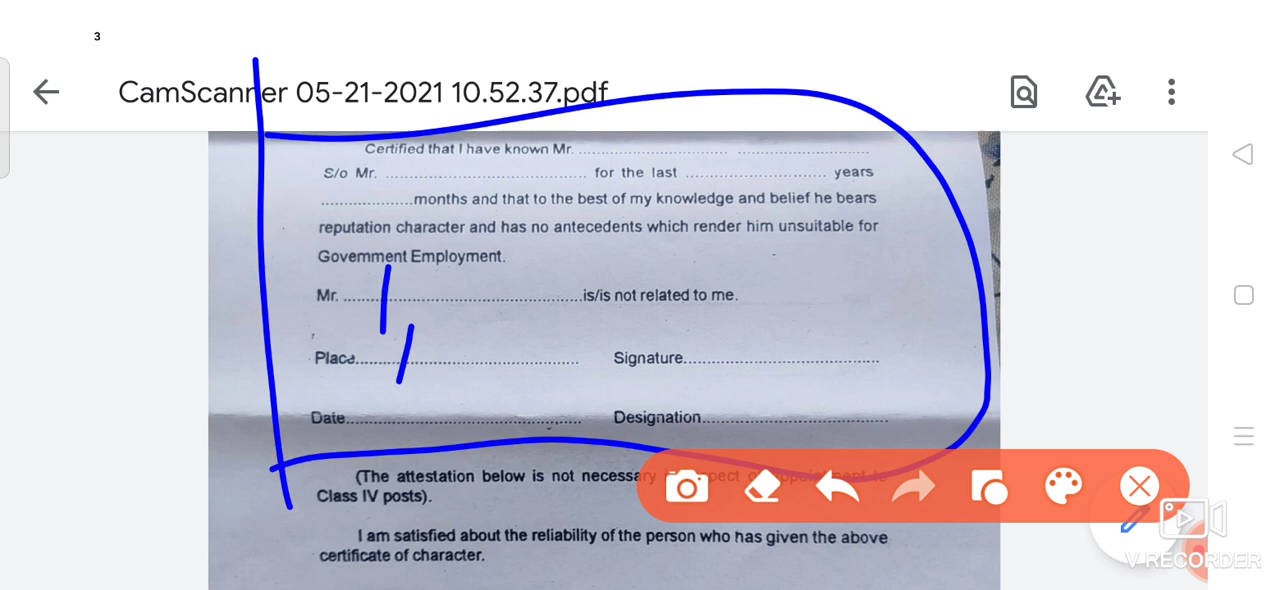 3
CamScanner 05-21-2021 10.52.37.pdf
Certified that I have known Mr. ................................................................
S/o Mr. .................................................. for the last .................................... years
.......................months and that to the best of my knowledge and belief he bears
reputation character and has no antecedents which render him unsuitable for
Government Employment.
Mr. ............................................................is/is not related to me.
Place........................................................ Signature.................................................
Date.......................................................... Designation..............................................
(The attestation below is not necessary to
Class IV posts).
I am satisfied about the reliability of the person who has given the above
certificate of character.
V RECORDER